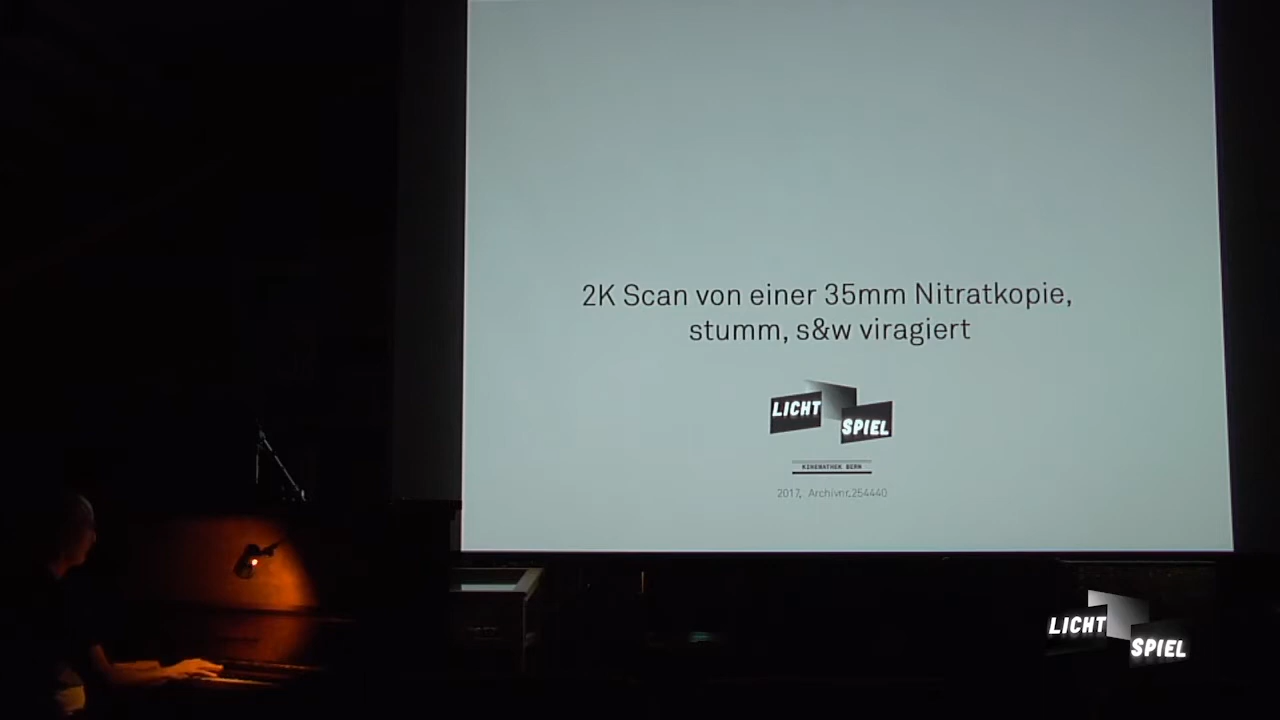 2K Scan von einer 35mm Nitratkopie,
stumm, s&w viragiert
LICHT
SPIEL
KINEMATHEK BERN
2017, Archivnr.254440
LICHT
SPIEL